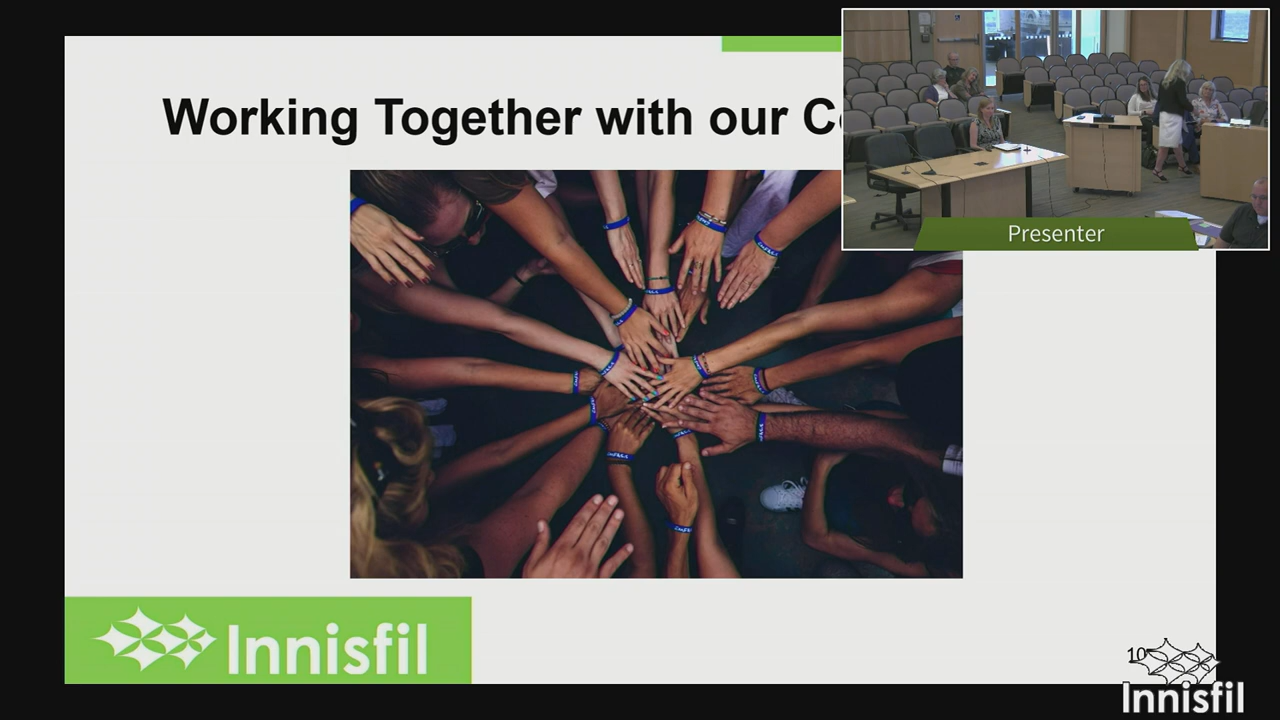 Working Together with our
Presenter
Innisfil
10
Innisfil